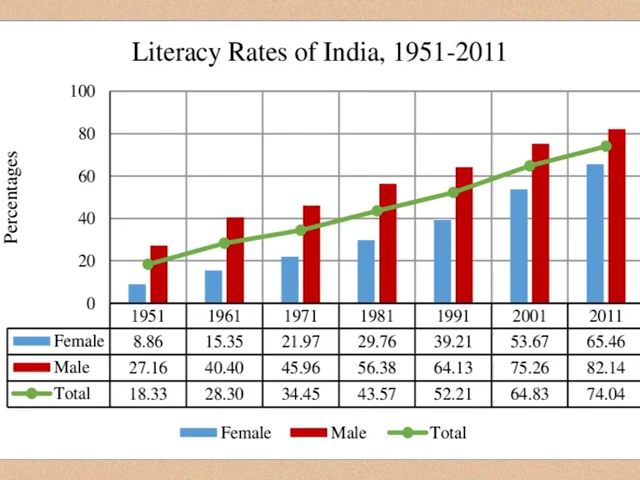 Literacy Rates of India, 1951-2011
Percentages
100
80
60
40
20
0
1951 1961 1971 1981 1991 2001 2011
Female 8.86 15.35 21.97 29.76 39.21 53.67 65.46
Male 27.16 40.40 45.96 56.38 64.13 75.26 82.14
Total 18.33 28.30 34.45 43.57 52.21 64.83 74.04
Female Male Total